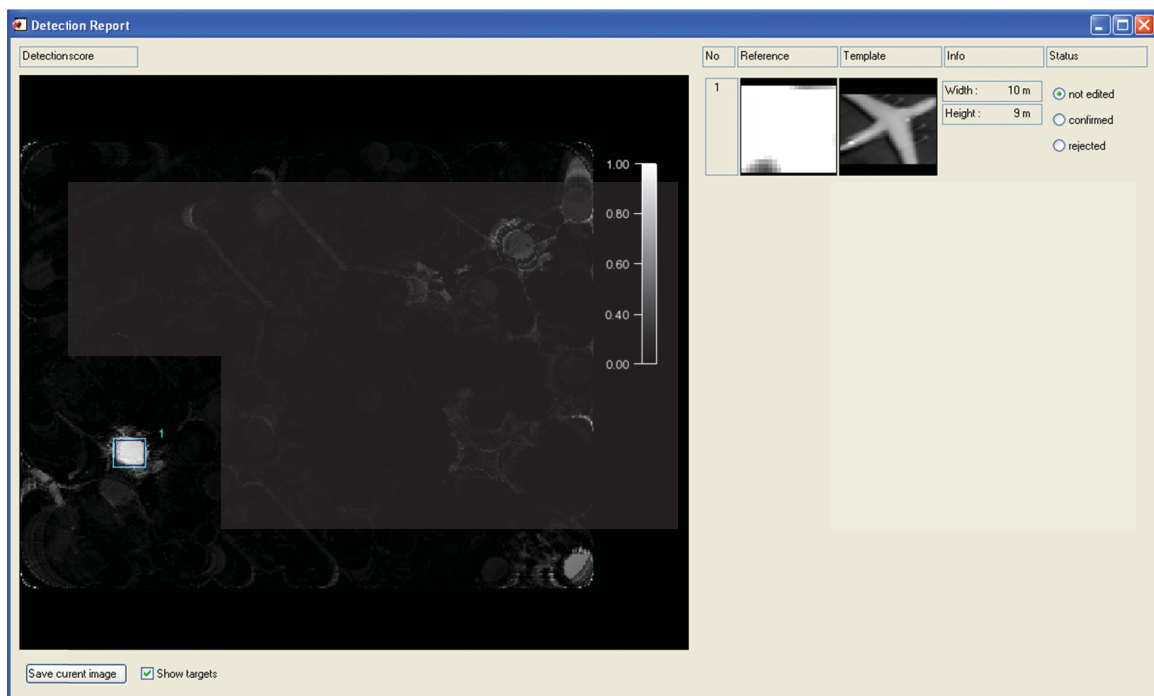 Detection Report
Detectionscore
No Reference Template Info Status
1 Width : 10 m not edited
Height : 9 m confirmed
rejected
1.00
0.80
0.60
0.40
0.00
1
Save curent image Show targets